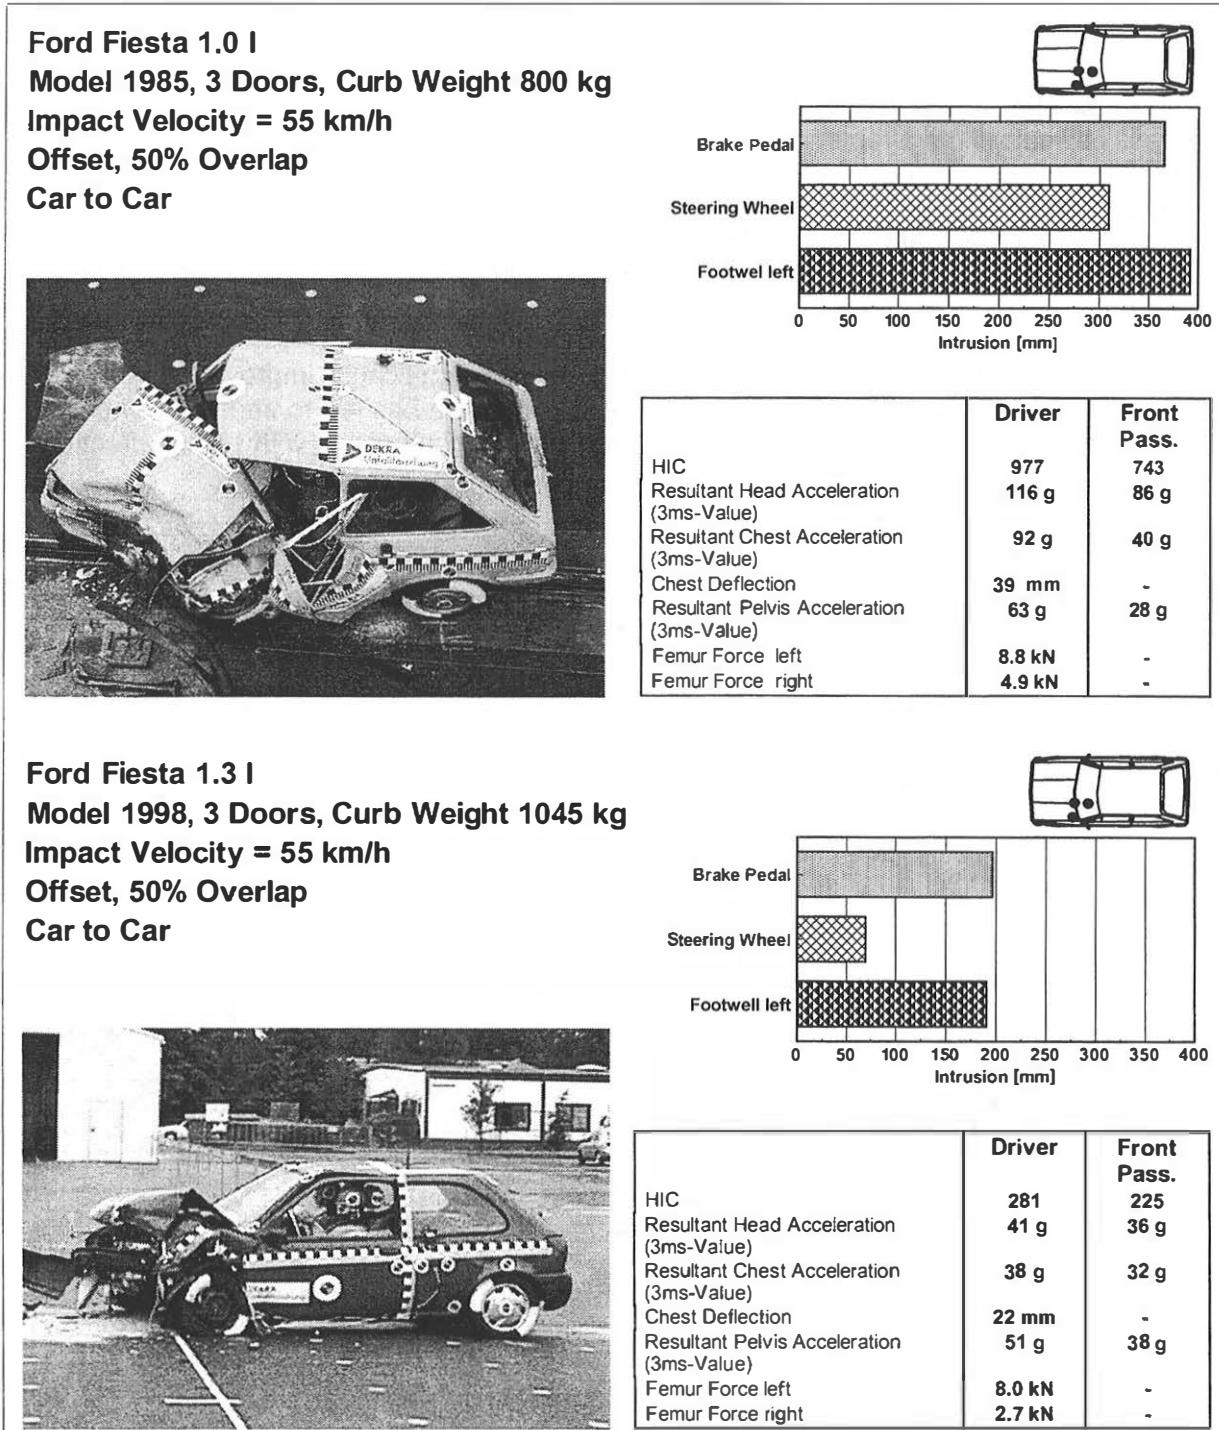 Ford Fiesta 1.0 l
Model 1985, 3 Doors, Curb Weight 800 kg
Impact Velocity = 55 km/h
Offset, 50% Overlap
Car to Car
Brake Pedal
Steering Wheel
Footwel left
0 50 100 150 200 250 300 350 400
Intrusion [mm]
DEKRA
Unfallforschung
Driver Front
Pass.
HIC 977 743
Resultant Head Acceleration 116 g 86 g
(3ms-Value)
Resultant Chest Acceleration 92 g 40 g
(3ms-Value)
Chest Deflection 39 mm -
Resultant Pelvis Acceleration 63 g 28 g
(3ms-Value)
Femur Force left 8.8 kN -
Femur Force right 4.9 kN -
Ford Fiesta 1.3 l
Model 1998, 3 Doors, Curb Weight 1045 kg
Impact Velocity = 55 km/h
Offset, 50% Overlap
Car to Car
Brake Pedal
Steering Wheel
Footwell left
0 50 100 150 200 250 300 350 400
Intrusion [mm]
Driver Front
Pass.
HIC 281 225
Resultant Head Acceleration 41 g 36 g
(3ms-Value)
Resultant Chest Acceleration 38 g 32 g
(3ms-Value)
Chest Deflection 22 mm -
Resultant Pelvis Acceleration 51 g 38 g
(3ms-Value)
Femur Force left 8.0 kN -
Femur Force right 2.7 kN -